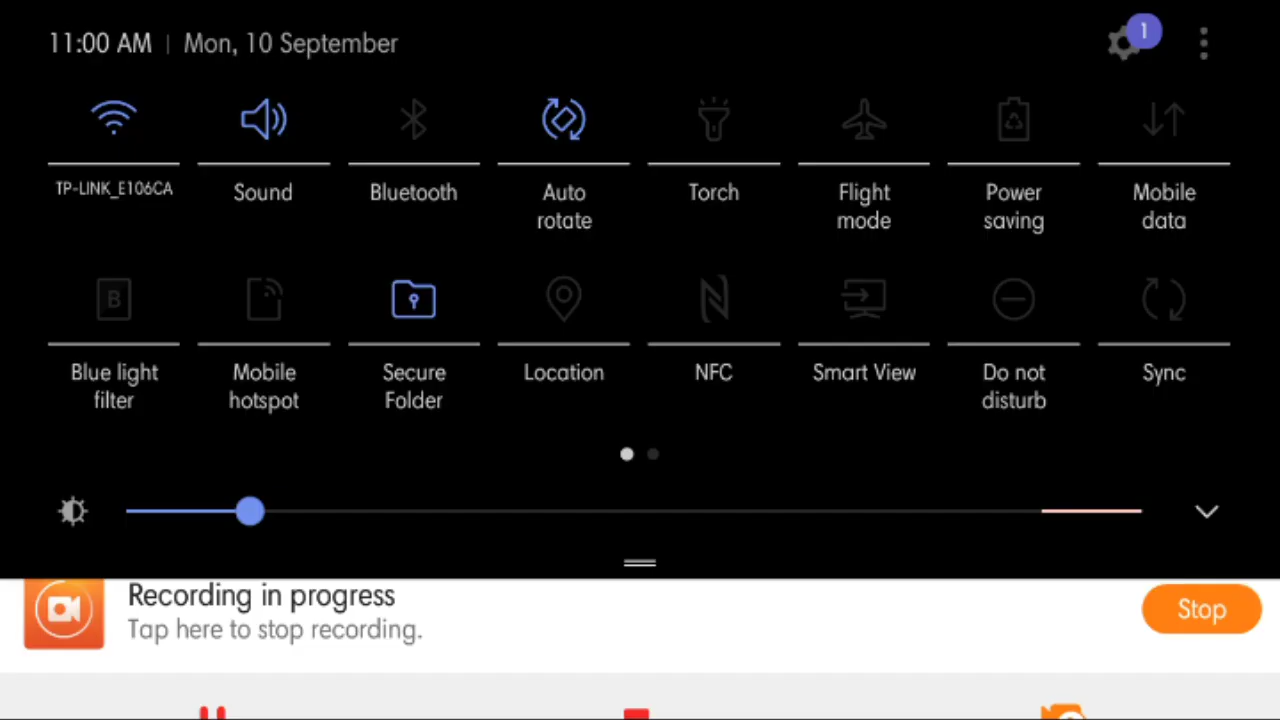 11:00 AM | Mon, 10 September
1
TP-LINK_E106CA
Sound
Bluetooth
Auto
rotate
Torch
Flight
mode
Power
saving
Mobile
data
B
Blue light
filter
Mobile
hotspot
Secure
Folder
Location
NFC
Smart View
Do not
disturb
Sync
Recording in progress
Tap here to stop recording.
Stop